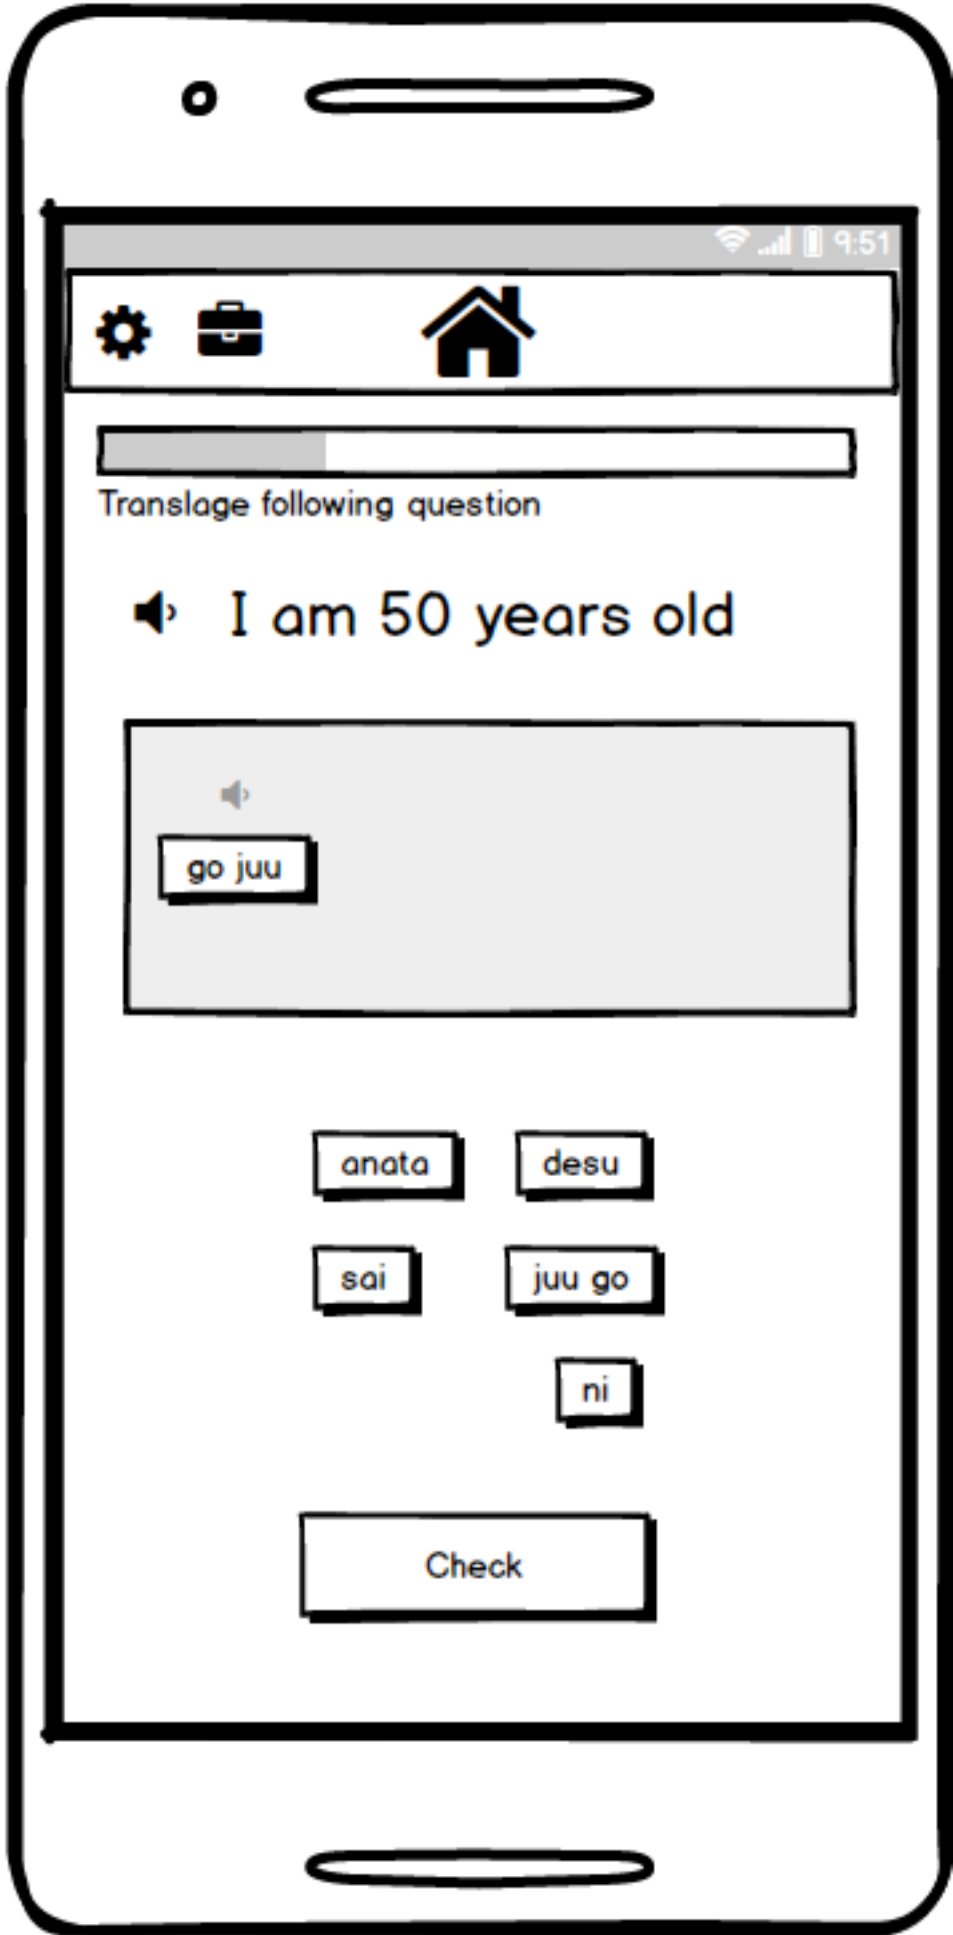 9:51
Translage following question
I am 50 years old
go juu
anata desu
sai juu go
ni
Check